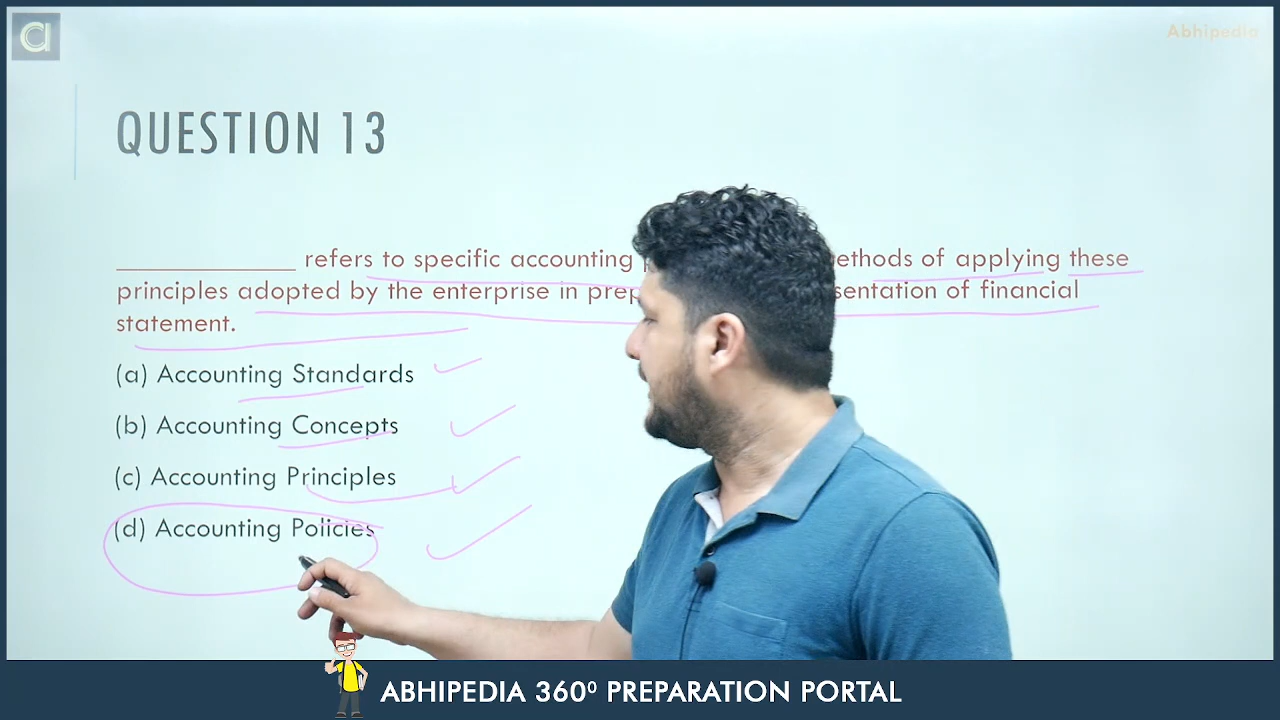 Abhipedia
QUESTION 13
____________ refers to specific accounting ethods of applying these
principles adopted by the enterprise in prep sentation of financial
statement.
(a) Accounting Standards
(b) Accounting Concepts
(c) Accounting Principles
(d) Accounting Policies
ABHIPEDIA 360⁰ PREPARATION PORTAL